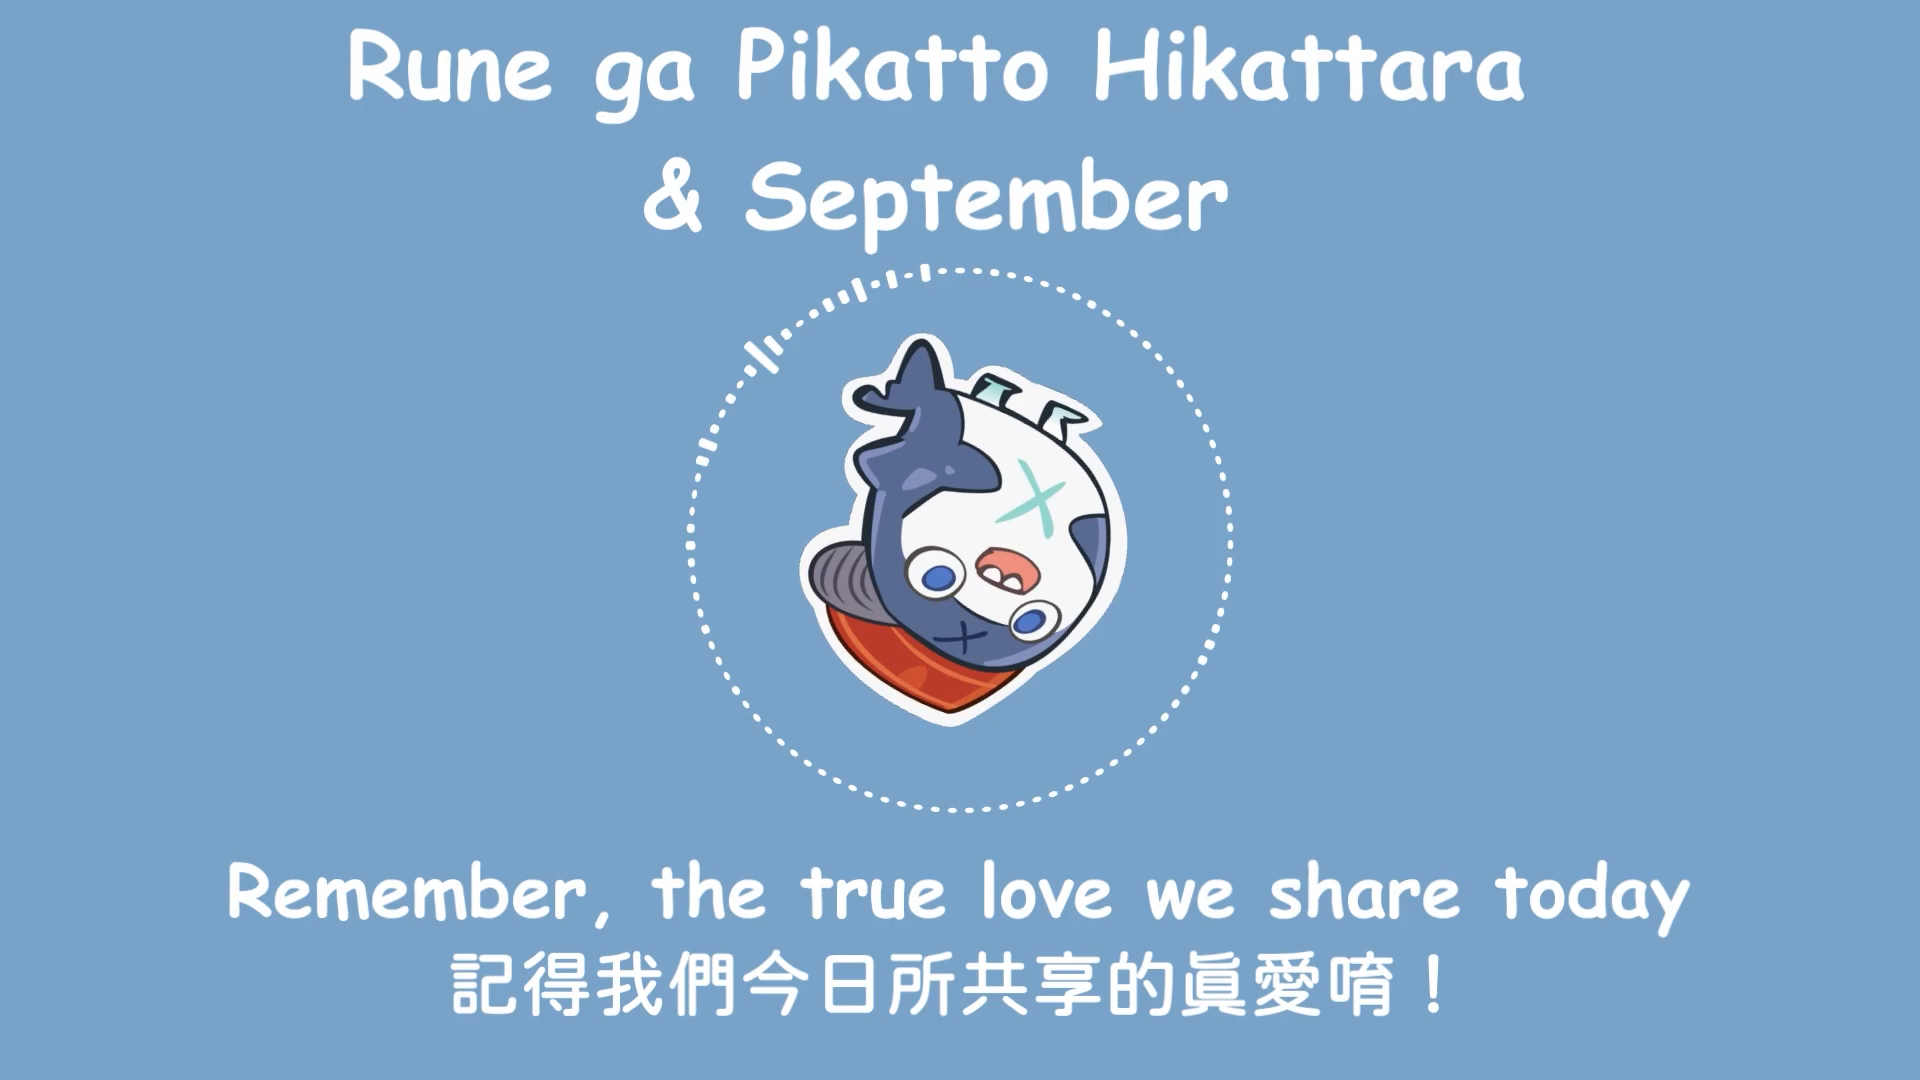 Rune ga Pikatto Hikattara
& September
Remember, the true love we share today
記得我們今日所共享的眞愛唷！